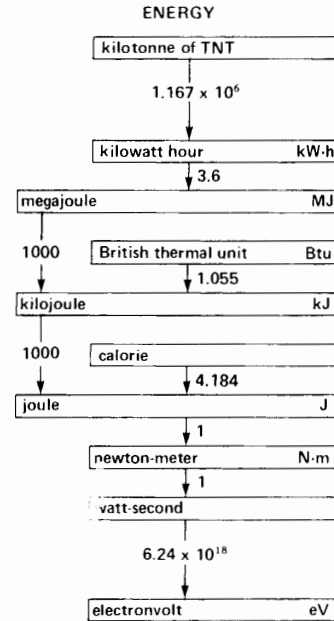 ENERGY
kilotonne of TNT
1.167 x 10⁶
kilowatt hour kW·h
3.6
megajoule MJ
1000
British thermal unit Btu
1.055
kilojoule kJ
1000
calorie
4.184
joule J
1
newton-meter N·m
1
vatt-second
6.24 x 10¹⁸
electronvolt eV